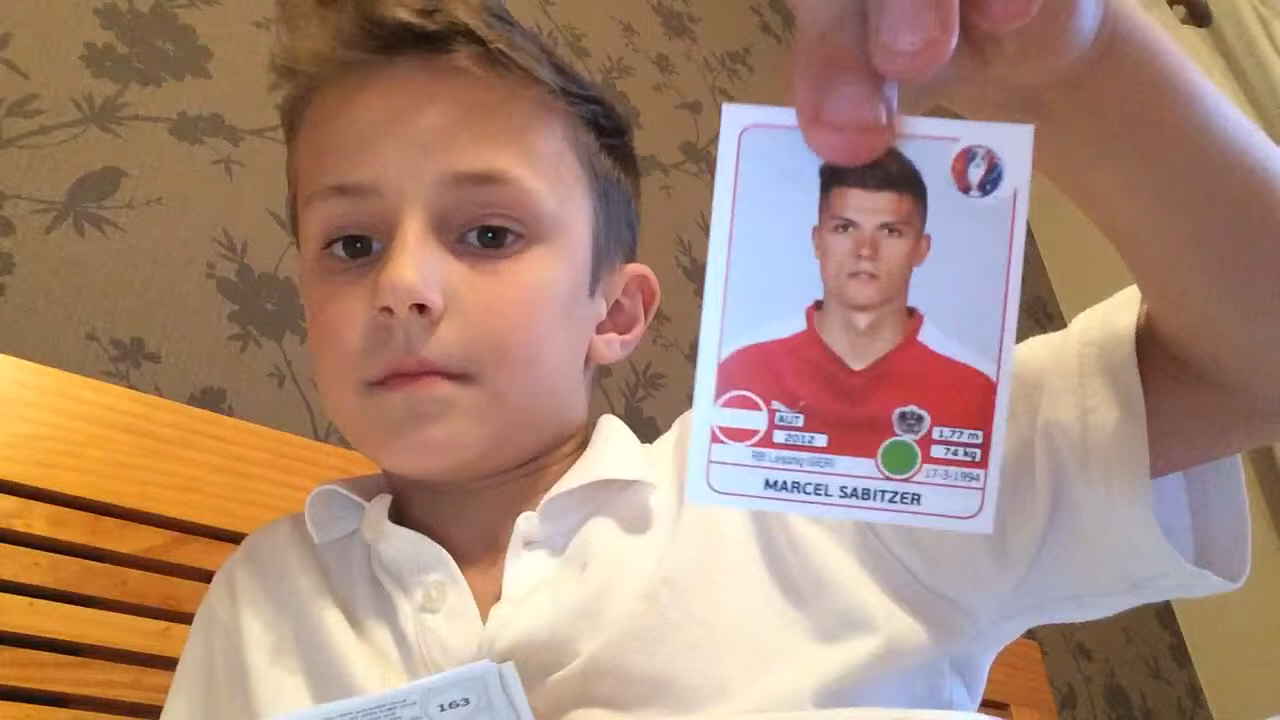 AUT
2012
1,77 m
74 kg
RB Leipzig (GER)
17-3-1994
MARCEL SABITZER
163